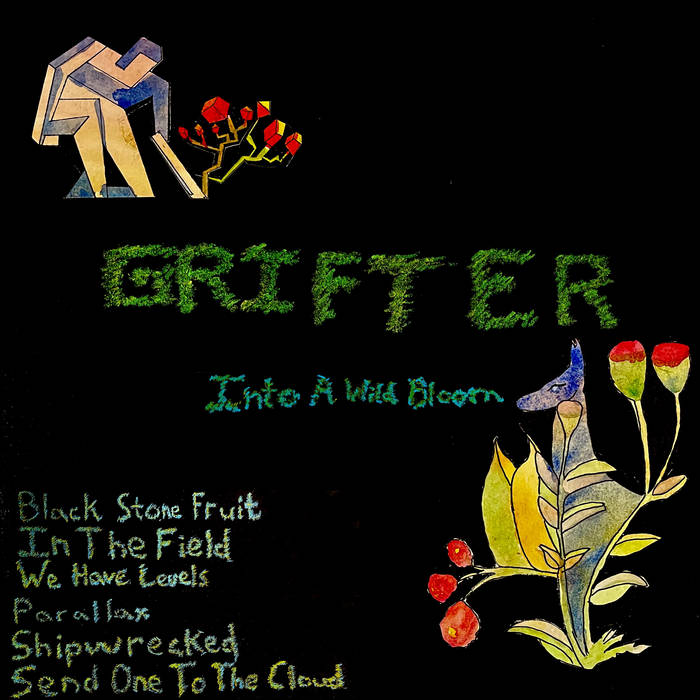 GRIFTER
Into A Wild Bloom
Black Stone Fruit
In The Field
We Have Levels
Parallax
Shipwrecked
Send One To The Cloud